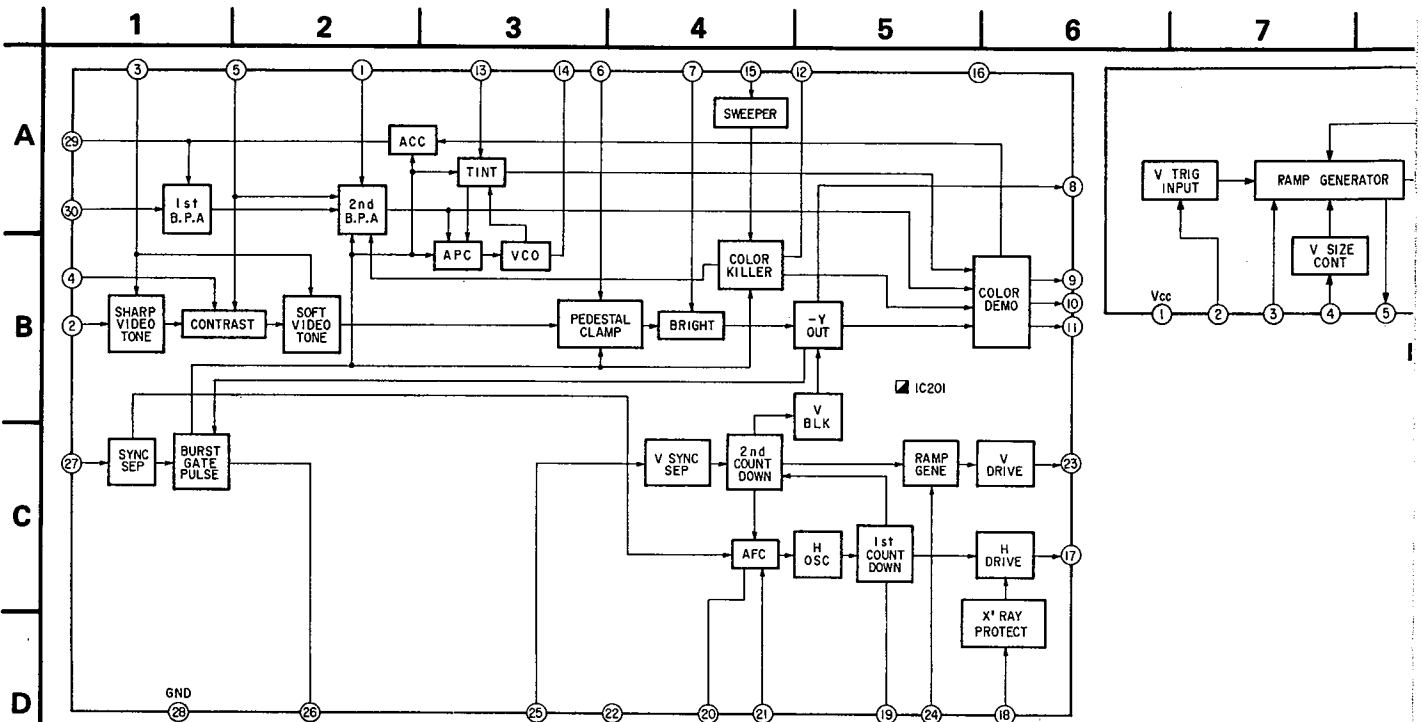 1 2 3 4 5 6 7
A
B
C
D
3 5 1 13 14 6 7 15 12 16
SWEEPER
29
ACC
TINT
8
30
1st
B.P.A
2nd
B.P.A
APC
VCO
COLOR
KILLER
4
9
10
11
COLOR
DEMO
2
SHARP
VIDEO
TONE
CONTRAST
SOFT
VIDEO
TONE
PEDESTAL
CLAMP
BRIGHT
-Y
OUT
IC201
V
BLK
27
SYNC
SEP
BURST
GATE
PULSE
V SYNC
SEP
2nd
COUNT
DOWN
RAMP
GENE
V
DRIVE
23
AFC
H
OSC
1st
COUNT
DOWN
H
DRIVE
17
X' RAY
PROTECT
GND
28 26 25 22 20 21 19 24 18
V TRIG
INPUT
RAMP GENERATOR
V SIZE
CONT
Vcc
1 2 3 4 5